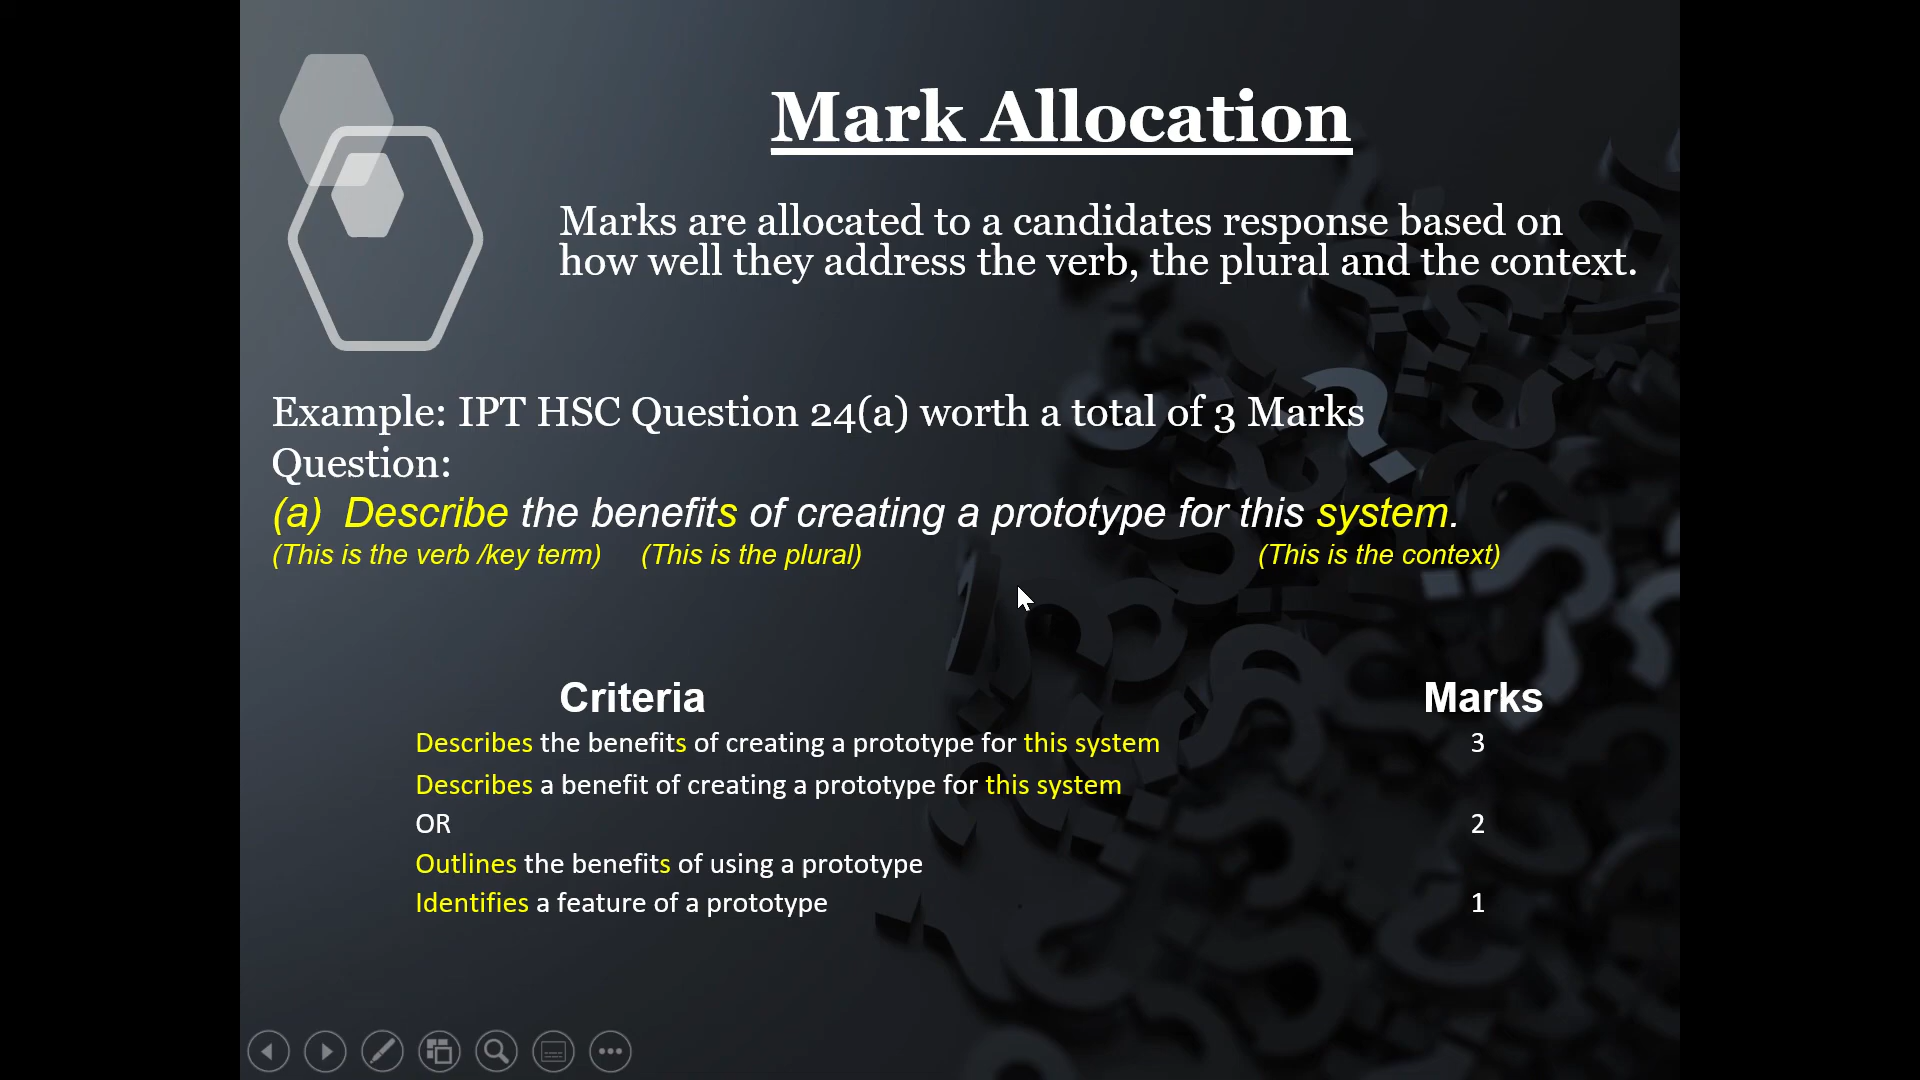 Mark Allocation
Marks are allocated to a candidates response based on
how well they address the verb, the plural and the context.
Example: IPT HSC Question 24(a) worth a total of 3 Marks
Question:
(a) Describe the benefits of creating a prototype for this system.
(This is the verb /key term) (This is the plural) (This is the context)
Criteria Marks
Describes the benefits of creating a prototype for this system 3
Describes a benefit of creating a prototype for this system
OR 2
Outlines the benefits of using a prototype
Identifies a feature of a prototype 1